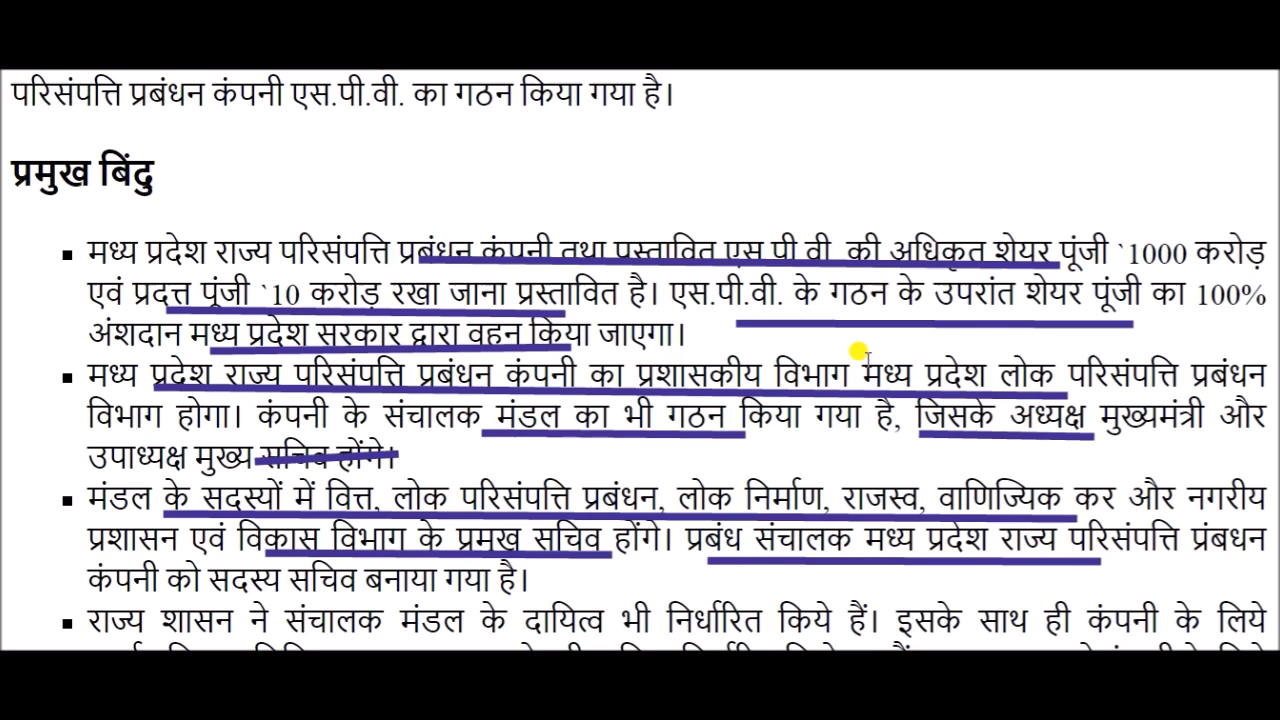 परिसंपत्ति प्रबंधन कंपनी एस.पी.वी. का गठन किया गया है।
प्रमुख बिंदु
▪ मध्य प्रदेश राज्य परिसंपत्ति प्रबंधन कंपनी तथा प्रस्तावित एस.पी.वी. की अधिकृत शेयर पूंजी `1000 करोड़
एवं प्रदत्त पूंजी `10 करोड़ रखा जाना प्रस्तावित है। एस.पी.वी. के गठन के उपरांत शेयर पूंजी का 100%
अंशदान मध्य प्रदेश सरकार द्वारा वहन किया जाएगा।
▪ मध्य प्रदेश राज्य परिसंपत्ति प्रबंधन कंपनी का प्रशासकीय विभाग मध्य प्रदेश लोक परिसंपत्ति प्रबंधन
विभाग होगा। कंपनी के संचालक मंडल का भी गठन किया गया है, जिसके अध्यक्ष मुख्यमंत्री और
उपाध्यक्ष मुख्य सचिव होंगे।
▪ मंडल के सदस्यों में वित्त, लोक परिसंपत्ति प्रबंधन, लोक निर्माण, राजस्व, वाणिज्यिक कर और नगरीय
प्रशासन एवं विकास विभाग के प्रमुख सचिव होंगे। प्रबंध संचालक मध्य प्रदेश राज्य परिसंपत्ति प्रंबधन
कंपनी को सदस्य सचिव बनाया गया है।
▪ राज्य शासन ने संचालक मंडल के दायित्व भी निर्धारित किये हैं। इसके साथ ही कंपनी के लिये